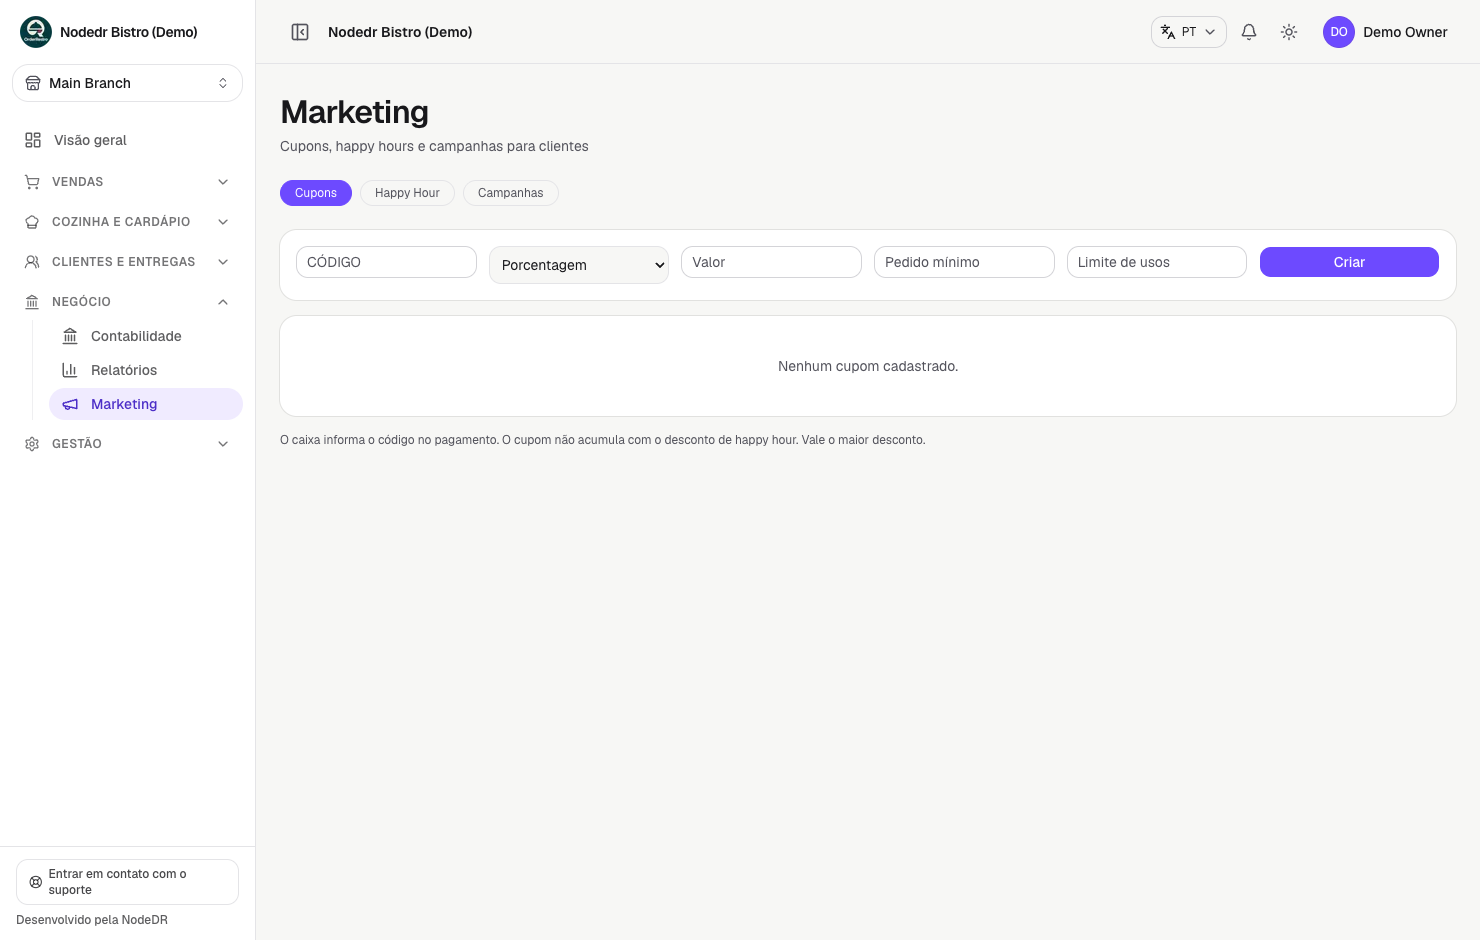 Nodedr Bistro (Demo)
Main Branch
Visão geral
VENDAS
COZINHA E CARDÁPIO
CLIENTES E ENTREGAS
NEGÓCIO
Contabilidade
Relatórios
Marketing
GESTÃO
Entrar em contato com o
suporte
Desenvolvido pela NodeDR
Nodedr Bistro (Demo)
PT
DO
Demo Owner
Marketing
Cupons, happy hours e campanhas para clientes
Cupons
Happy Hour
Campanhas
CÓDIGO
Porcentagem
Valor
Pedido mínimo
Limite de usos
Criar
Nenhum cupom cadastrado.
O caixa informa o código no pagamento. O cupom não acumula com o desconto de happy hour. Vale o maior desconto.